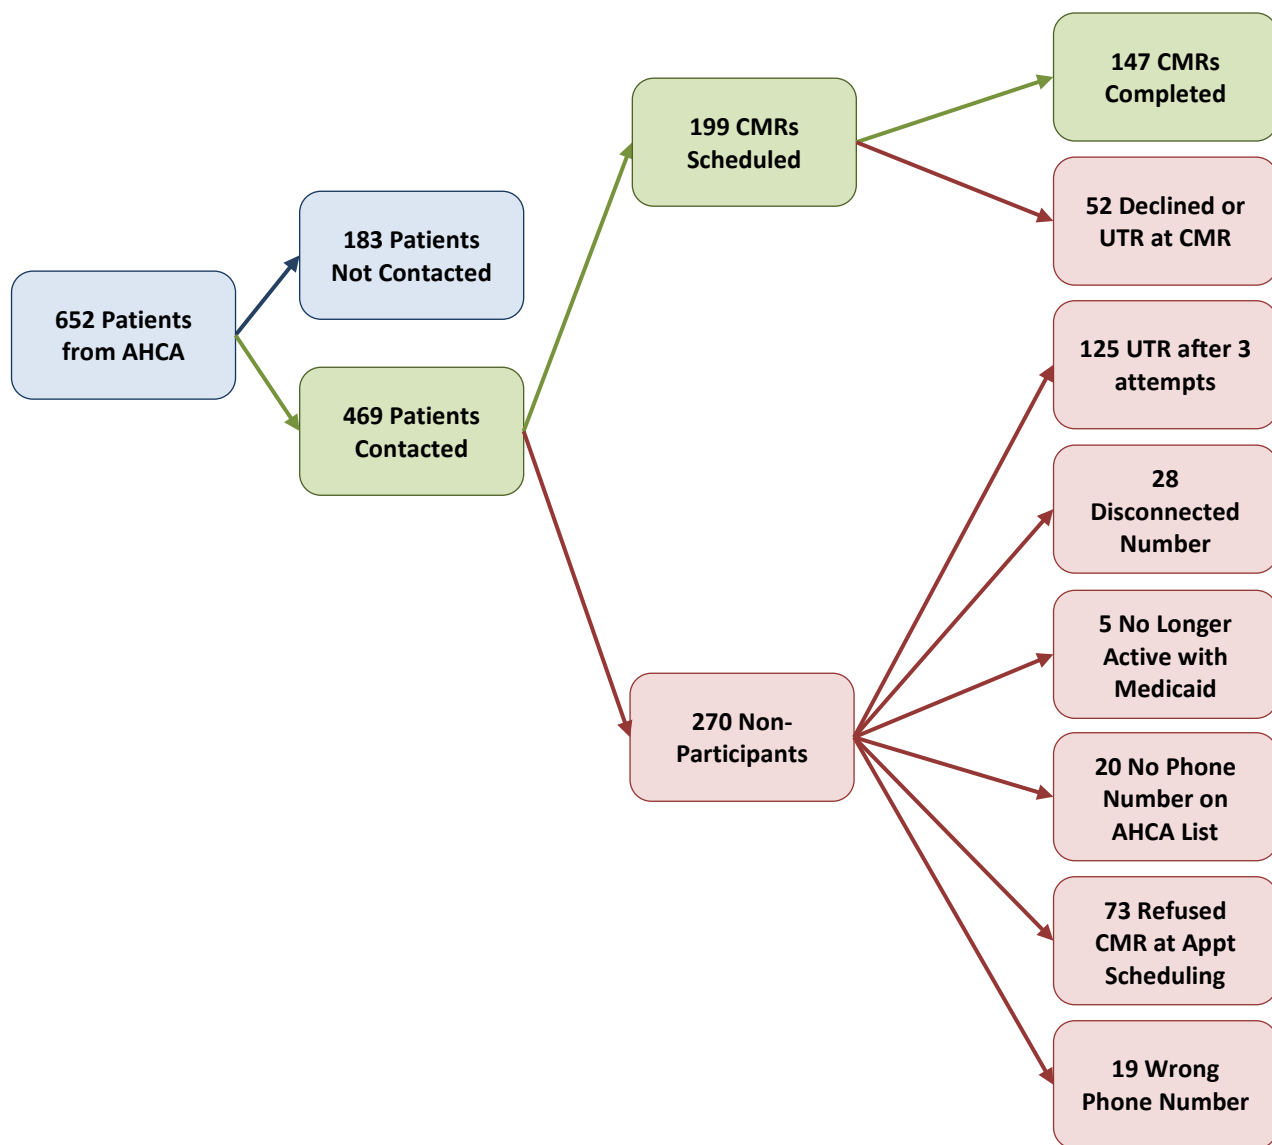 652 Patients
from AHCA
183 Patients
Not Contacted
469 Patients
Contacted
199 CMRs
Scheduled
270 Non-
Participants
147 CMRs
Completed
52 Declined or
UTR at CMR
125 UTR after 3
attempts
28
Disconnected
Number
5 No Longer
Active with
Medicaid
20 No Phone
Number on
AHCA List
73 Refused
CMR at Appt
Scheduling
19 Wrong
Phone Number